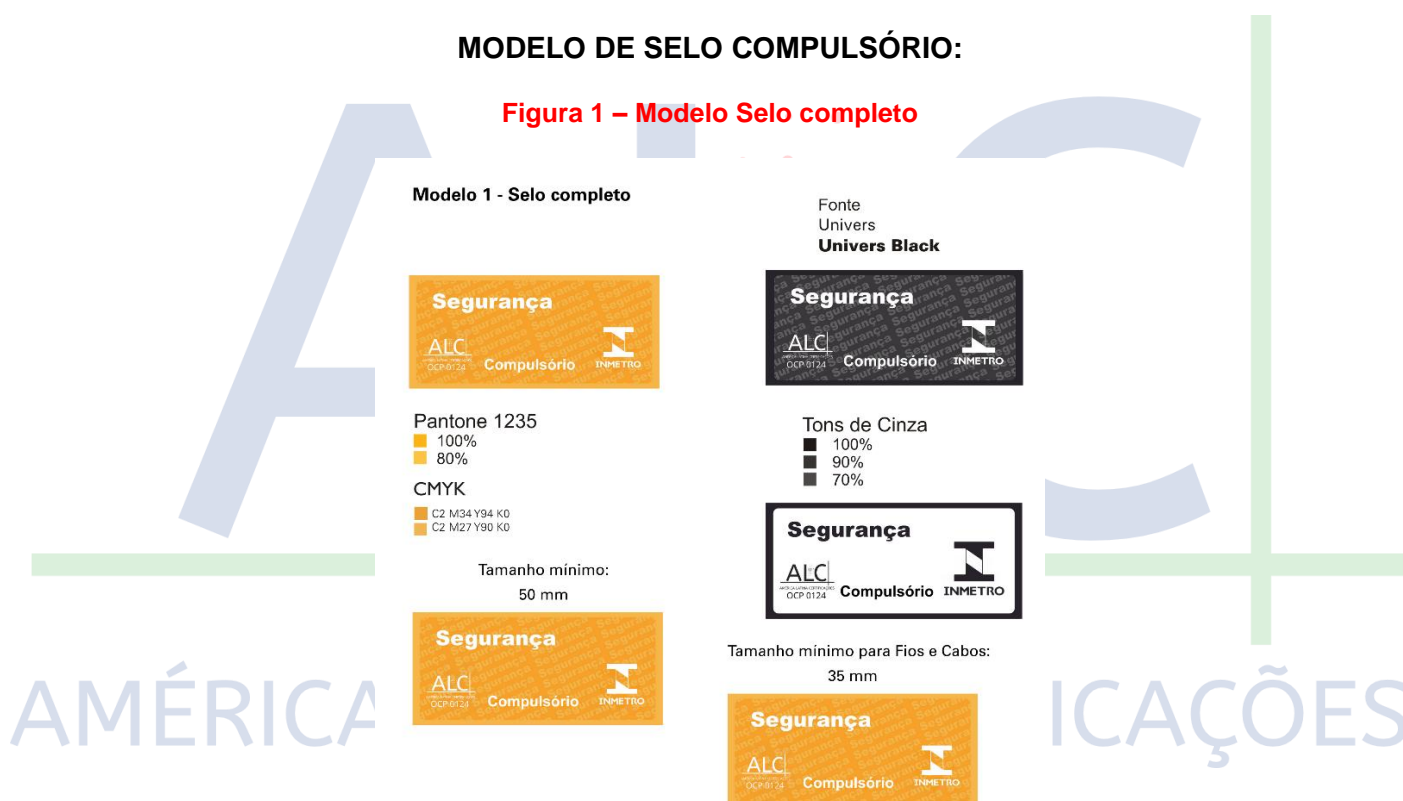 MODELO DE SELO COMPULSÓRIO:
Figura 1 – Modelo Selo completo
Modelo 1 - Selo completo
Fonte
Univers
Univers Black
Segurança
ALC
OCP 0124
Compulsório
INMETRO
Segurança
ALC
OCP 0124
Compulsório
INMETRO
Pantone 1235
100%
80%
CMYK
C2 M34 Y94 K0
C2 M27 Y90 K0
Tons de Cinza
100%
90%
70%
Segurança
ALC
AMÉRICA LATINA CERTIFICAÇÕES
OCP 0124
Compulsório
INMETRO
Tamanho mínimo:
50 mm
Segurança
ALC
OCP 0124
Compulsório
INMETRO
Tamanho mínimo para Fios e Cabos:
35 mm
Segurança
ALC
OCP 0124
Compulsório
INMETRO
AMÉRICA
ICAÇÕES